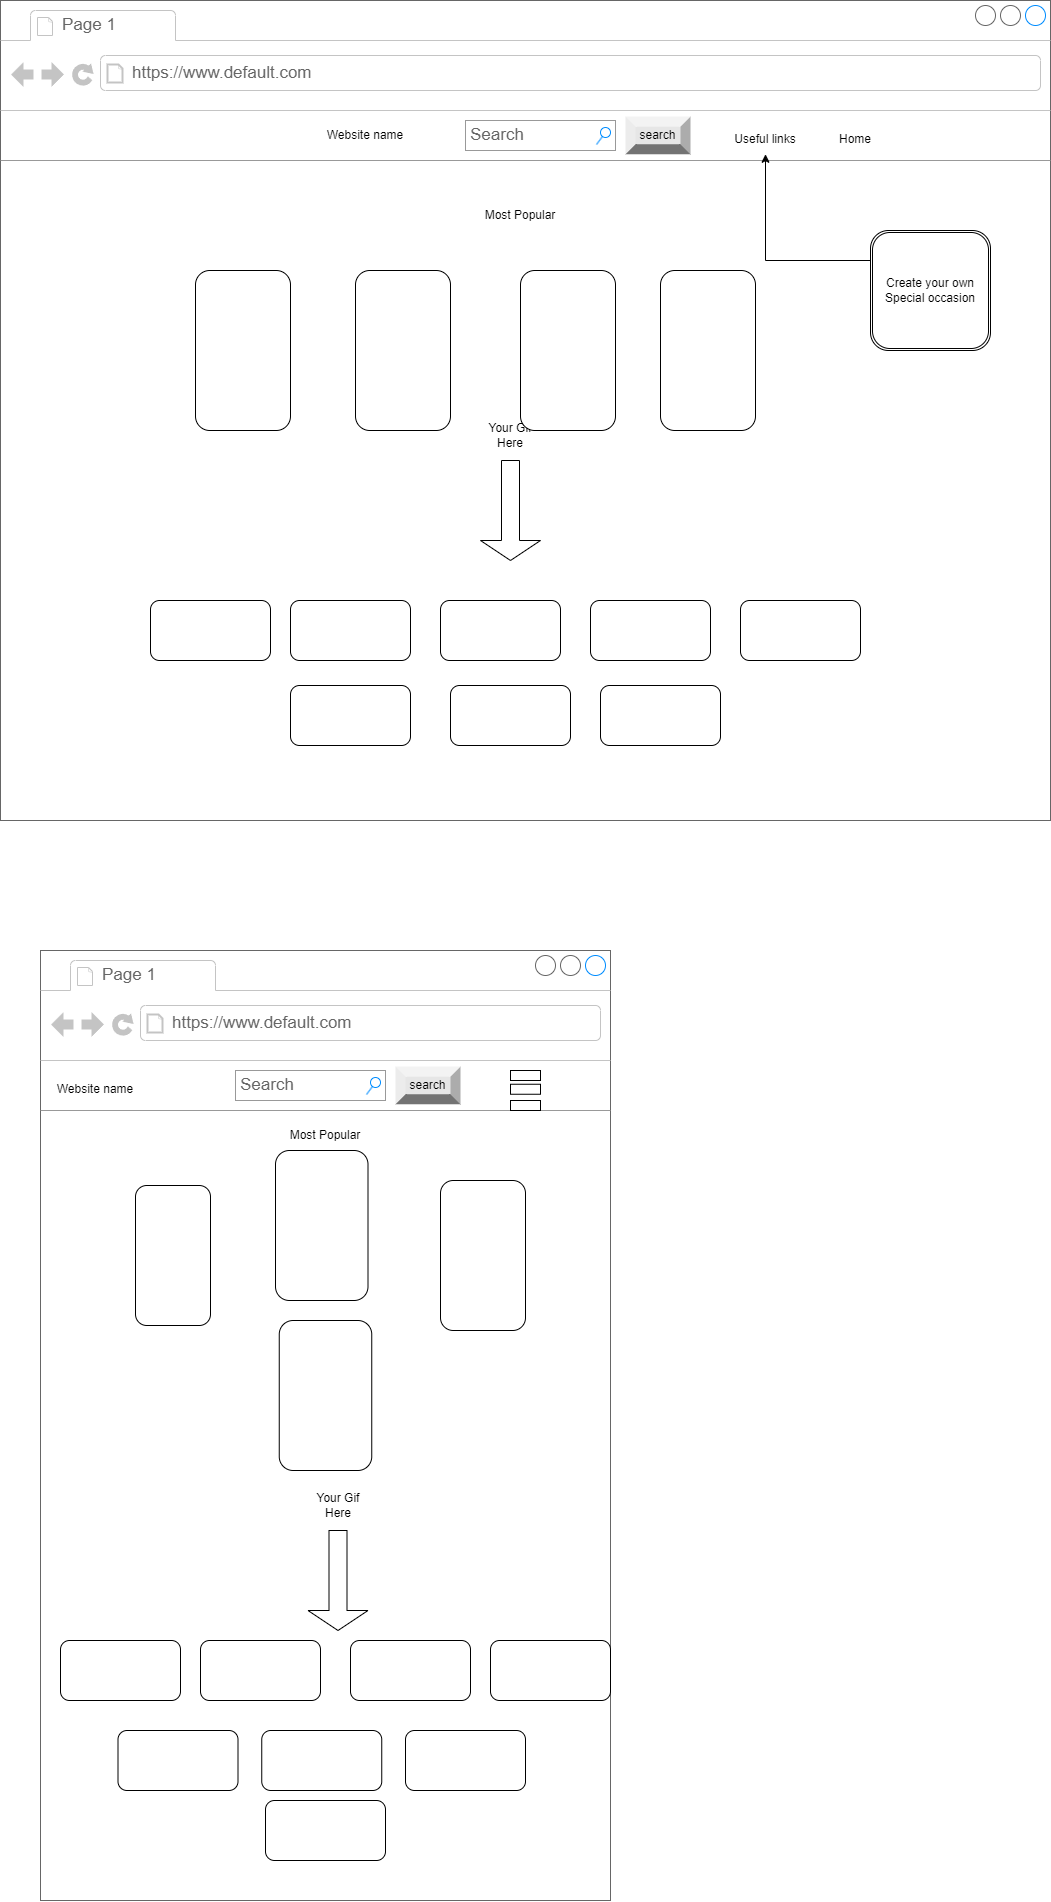 Page 1
https://www.default.com
Website name
Search
search
Useful links
Home
Most Popular
Create your own
Special occasion
Your Gi
Here
Page 1
https://www.default.com
Website name
Search
search
Most Popular
Your Gif
Here